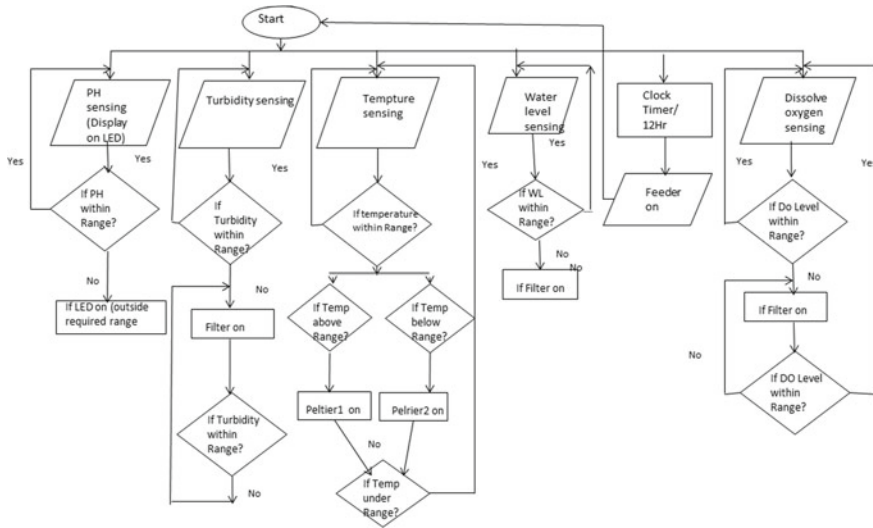 Start
PH
sensing
(Display
on LED)
Turbidity sensing
Tempture
sensing
Water
level
sensing
Clock
Timer/
12Hr
Dissolve
oxygen
sensing
Yes
Yes
Yes
Yes
Yes
Yes
Yes
If PH
within
Range?
If
Turbidity
within
Range?
If temperature
within Range?
If WL
within
Range?
Feeder
on
If Do Level
within
Range?
No
No
No
No
No
If LED on (outside
required range
Filter on
If Temp
above
Range?
If Temp
below
Range?
If Filter on
If Filter on
No
If Turbidity
within
Range?
Peltier1 on
Pelrier2 on
If DO Level
within
Range?
No
No
If Temp
under
Range?